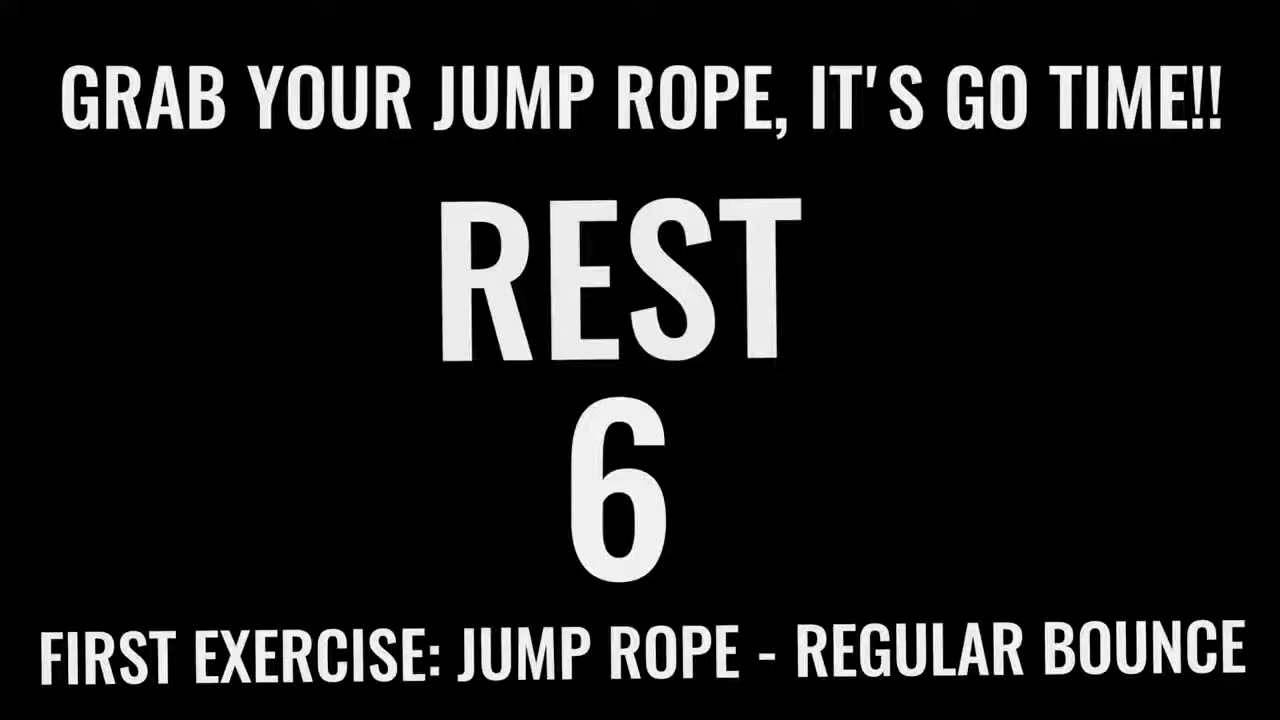 GRAB YOUR JUMP ROPE, IT'S GO TIME!!
REST
6
FIRST EXERCISE: JUMP ROPE - REGULAR BOUNCE